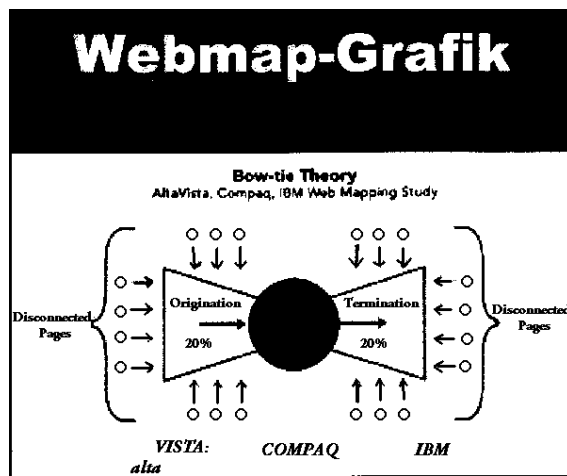 Webmap-Grafik
Bow-tie Theory
AltaVista, Compaq, IBM Web Mapping Study
Disconnected
Pages
Origination
20%
Termination
20%
Disconnected
Pages
VISTA: COMPAQ IBM
alta